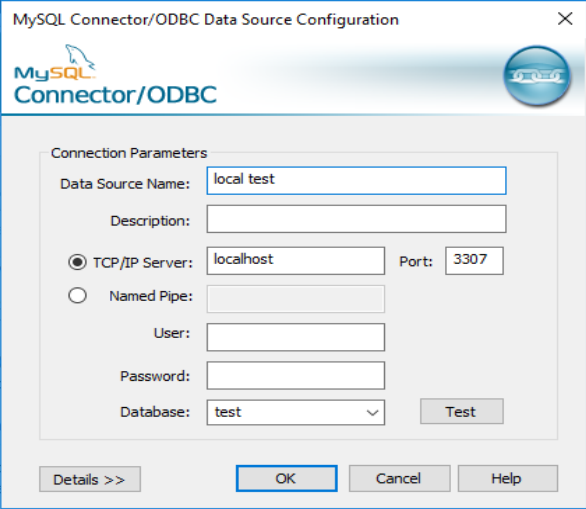 MySQL Connector/ODBC Data Source Configuration
MySQL
Connector/ODBC
Connection Parameters
Data Source Name: local test
Description:
TCP/IP Server: localhost Port: 3307
Named Pipe:
User:
Password:
Database: test Test
Details >> OK Cancel Help